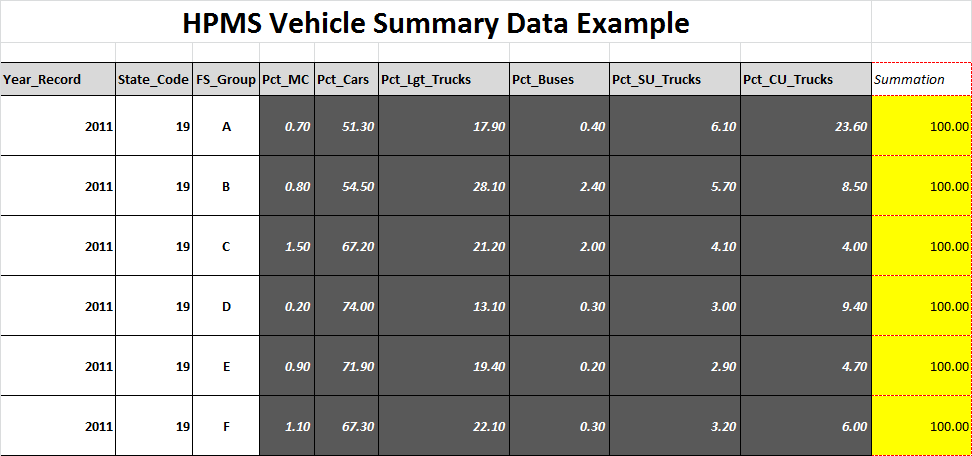 HPMS Vehicle Summary Data Example
Year_Record State_Code FS_Group Pct_MC Pct_Cars Pct_Lgt_Trucks Pct_Buses Pct_SU_Trucks Pct_CU_Trucks Summation
2011 19 A 0.70 51.30 17.90 0.40 6.10 23.60 100.00
2011 19 B 0.80 54.50 28.10 2.40 5.70 8.50 100.00
2011 19 C 1.50 67.20 21.20 2.00 4.10 4.00 100.00
2011 19 D 0.20 74.00 13.10 0.30 3.00 9.40 100.00
2011 19 E 0.90 71.90 19.40 0.20 2.90 4.70 100.00
2011 19 F 1.10 67.30 22.10 0.30 3.20 6.00 100.00